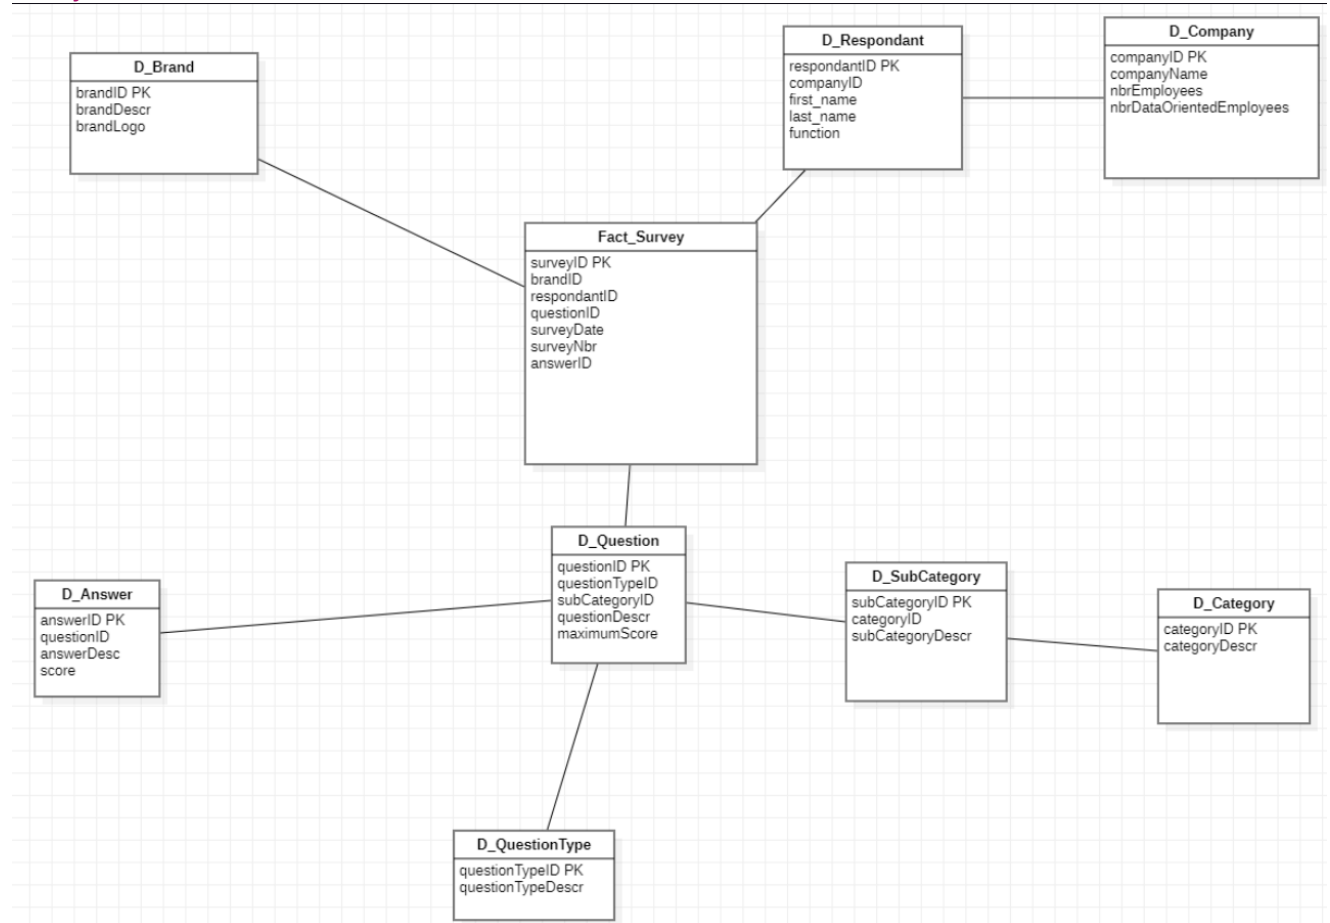 D_Brand
brandID PK
brandDescr
brandLogo
D_Respondant
respondantID PK
companyID
first_name
last_name
function
D_Company
companyID PK
companyName
nbrEmployees
nbrDataOrientedEmployees
Fact_Survey
surveyID PK
brandID
respondantID
questionID
surveyDate
surveyNbr
answerID
D_Question
questionID PK
questionTypeID
subCategoryID
questionDescr
maximumScore
D_Answer
answerID PK
questionID
answerDesc
score
D_SubCategory
subCategoryID PK
categoryID
subCategoryDescr
D_Category
categoryID PK
categoryDescr
D_QuestionType
questionTypeID PK
questionTypeDescr